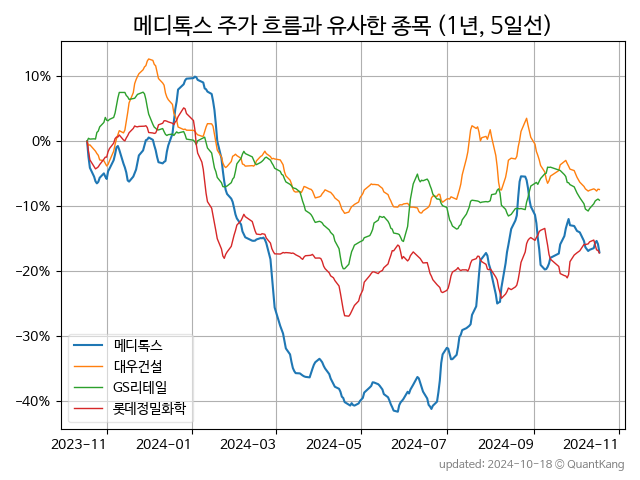 메디톡스 주가 흐름과 유사한 종목 (1년, 5일선)
10%
0%
−10%
−20%
−30%
−40%
메디톡스
대우건설
GS리테일
롯데정밀화학
2023−11
2024−01
2024−03
2024−05
2024−07
2024−09
2024−11
updated: 2024-10-18 © QuantKang